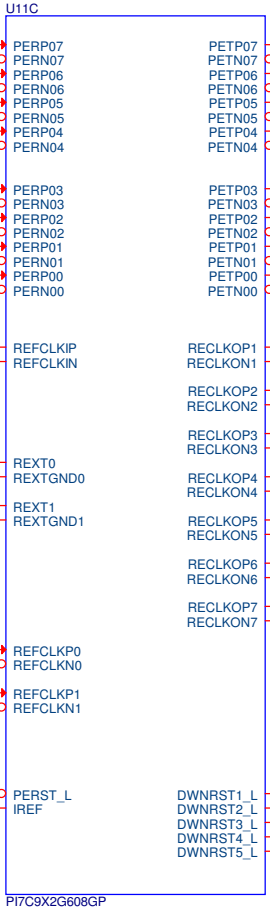 U11C
PERP07 PETP07
PERN07 PETN07
PERP06 PETP06
PERN06 PETN06
PERP05 PETP05
PERN05 PETN05
PERP04 PETP04
PERN04 PETN04
PERP03 PETP03
PERN03 PETN03
PERP02 PETP02
PERN02 PETN02
PERP01 PETP01
PERN01 PETN01
PERP00 PETP00
PERN00 PETN00
REFCLKIP RECLKOP1
REFCLKIN RECLKON1
RECLKOP2
RECLKON2
RECLKOP3
RECLKON3
REXT0
REXTGND0 RECLKOP4
RECLKON4
REXT1
REXTGND1 RECLKOP5
RECLKON5
RECLKOP6
RECLKON6
RECLKOP7
RECLKON7
REFCLKP0
REFCLKN0
REFCLKP1
REFCLKN1
PERST_L DWNRST1_L
IREF DWNRST2_L
DWNRST3_L
DWNRST4_L
DWNRST5_L
PI7C9X2G608GP